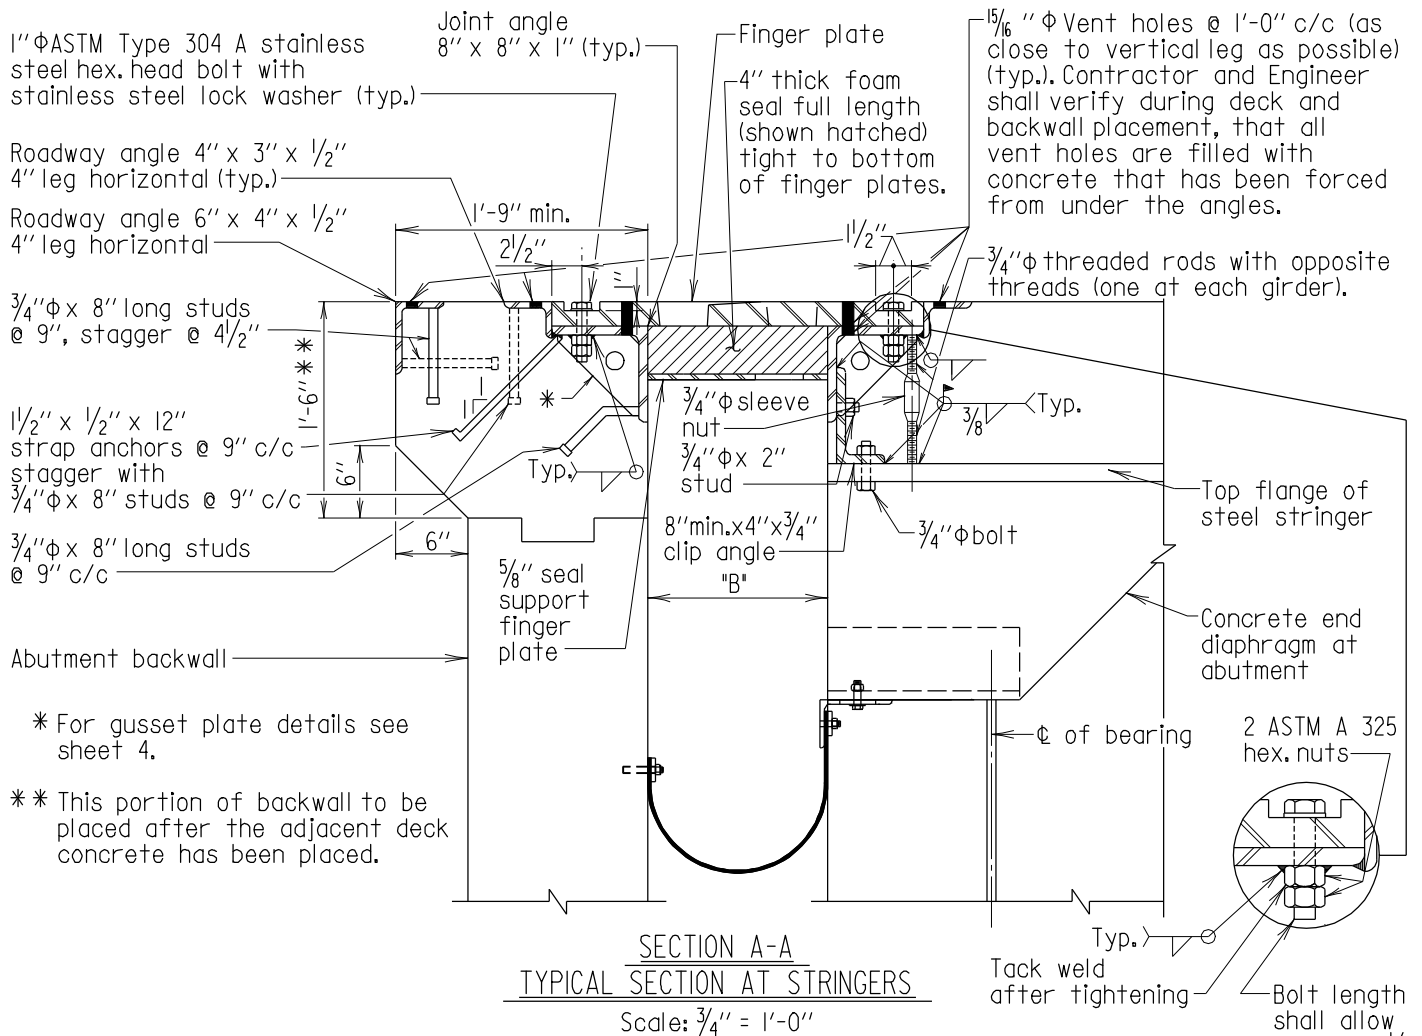 1"ΦASTM Type 304 A stainless
steel hex. head bolt with
stainless steel lock washer (typ.)
Roadway angle 4" x 3" x 1/2"
4" leg horizontal (typ.)
Roadway angle 6" x 4" x 1/2"
4" leg horizontal
3/4"Φ x 8" long studs
@ 9", stagger @ 4 1/2"
1 1/2" x 1/2" x 12"
strap anchors @ 9" c/c
stagger with
3/4"Φ x 8" studs @ 9" c/c
3/4"Φ x 8" long studs
@ 9" c/c
Abutment backwall
* For gusset plate details see
sheet 4.
** This portion of backwall to be
placed after the adjacent deck
concrete has been placed.
Joint angle
8" x 8" x 1" (typ.)
Finger plate
4" thick foam
seal full length
(shown hatched)
tight to bottom
of finger plates.
15/16 "Φ Vent holes @ 1'-0" c/c (as
close to vertical leg as possible)
(typ.). Contractor and Engineer
shall verify during deck and
backwall placement, that all
vent holes are filled with
concrete that has been forced
from under the angles.
3/4"Φ threaded rods with opposite
threads (one at each girder).
1'-9" min.
2 1/2"
1"
1 1/2"
1'-6" **
1
1
*
6"
6"
Typ.
3/4"Φ sleeve
nut
3/4"Φ x 2"
stud
8"min.x4"x3/4"
clip angle
"B"
5/8" seal
support
finger
plate
3/8
Typ.
3/4"Φ bolt
Top flange of
steel stringer
Concrete end
diaphragm at
abutment
℄ of bearing
2 ASTM A 325
hex. nuts
Typ.
Tack weld
after tightening
Bolt length
shall allow
SECTION A-A
TYPICAL SECTION AT STRINGERS
Scale: 3/4" = 1'-0"